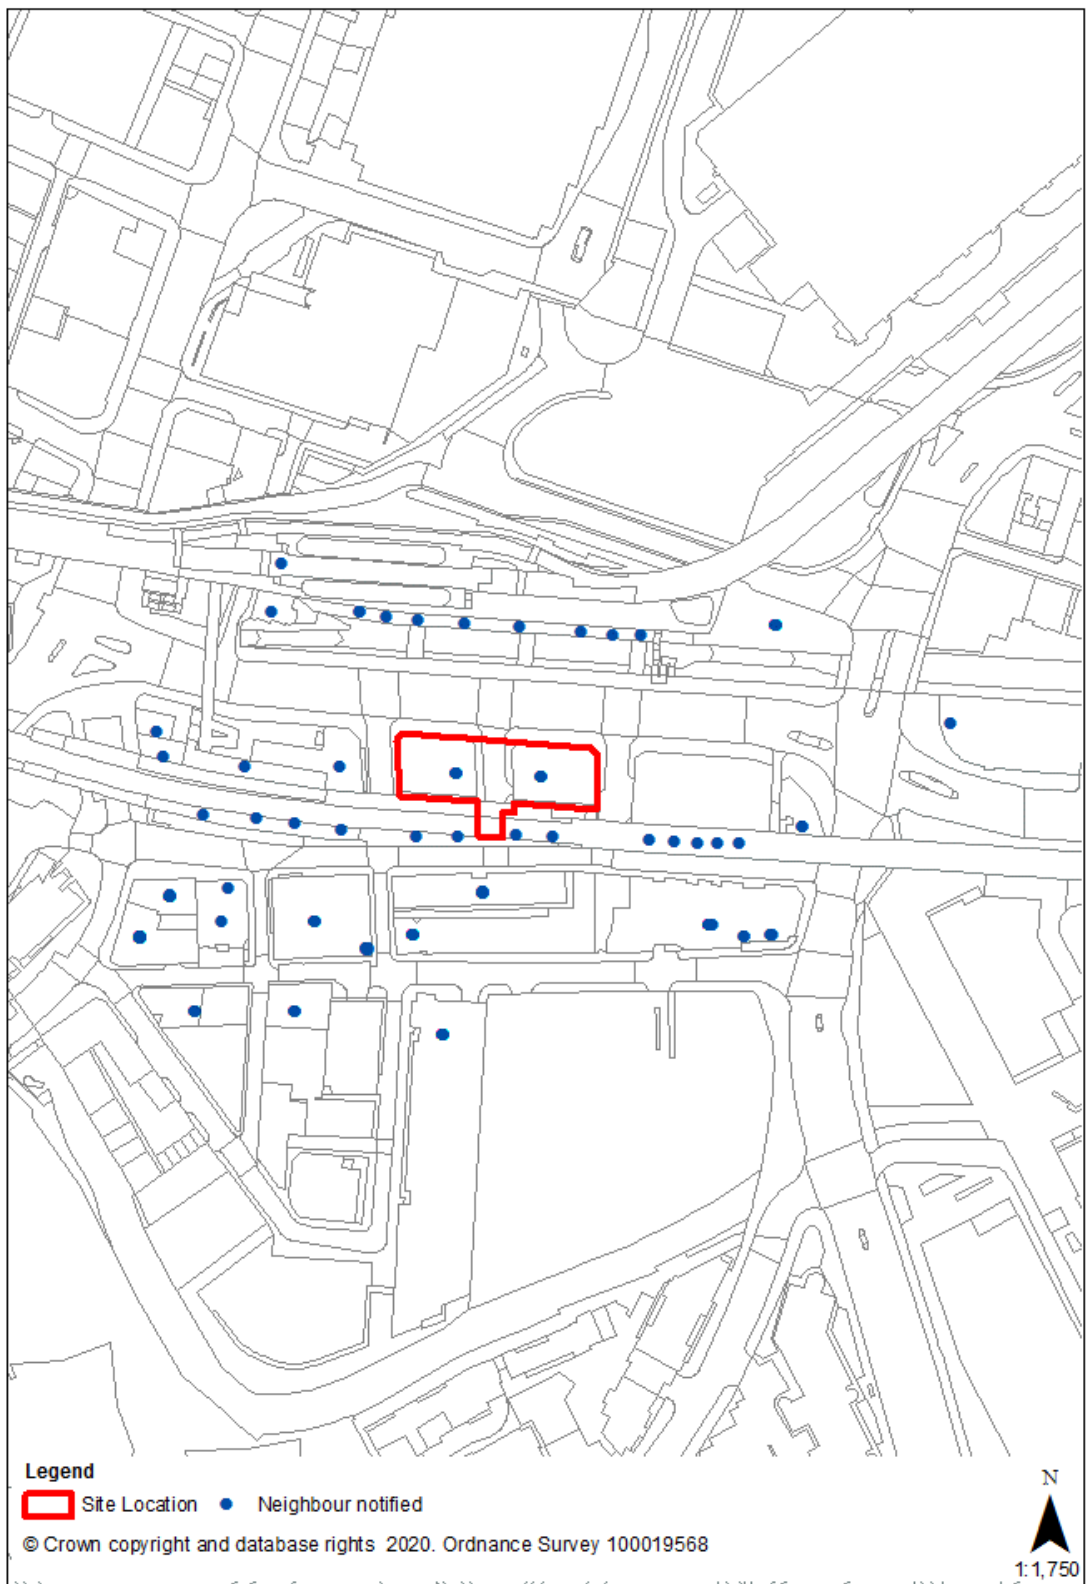 Legend
N
Site Location Neighbour notified
© Crown copyright and database rights 2020. Ordnance Survey 100019568
1:1,750